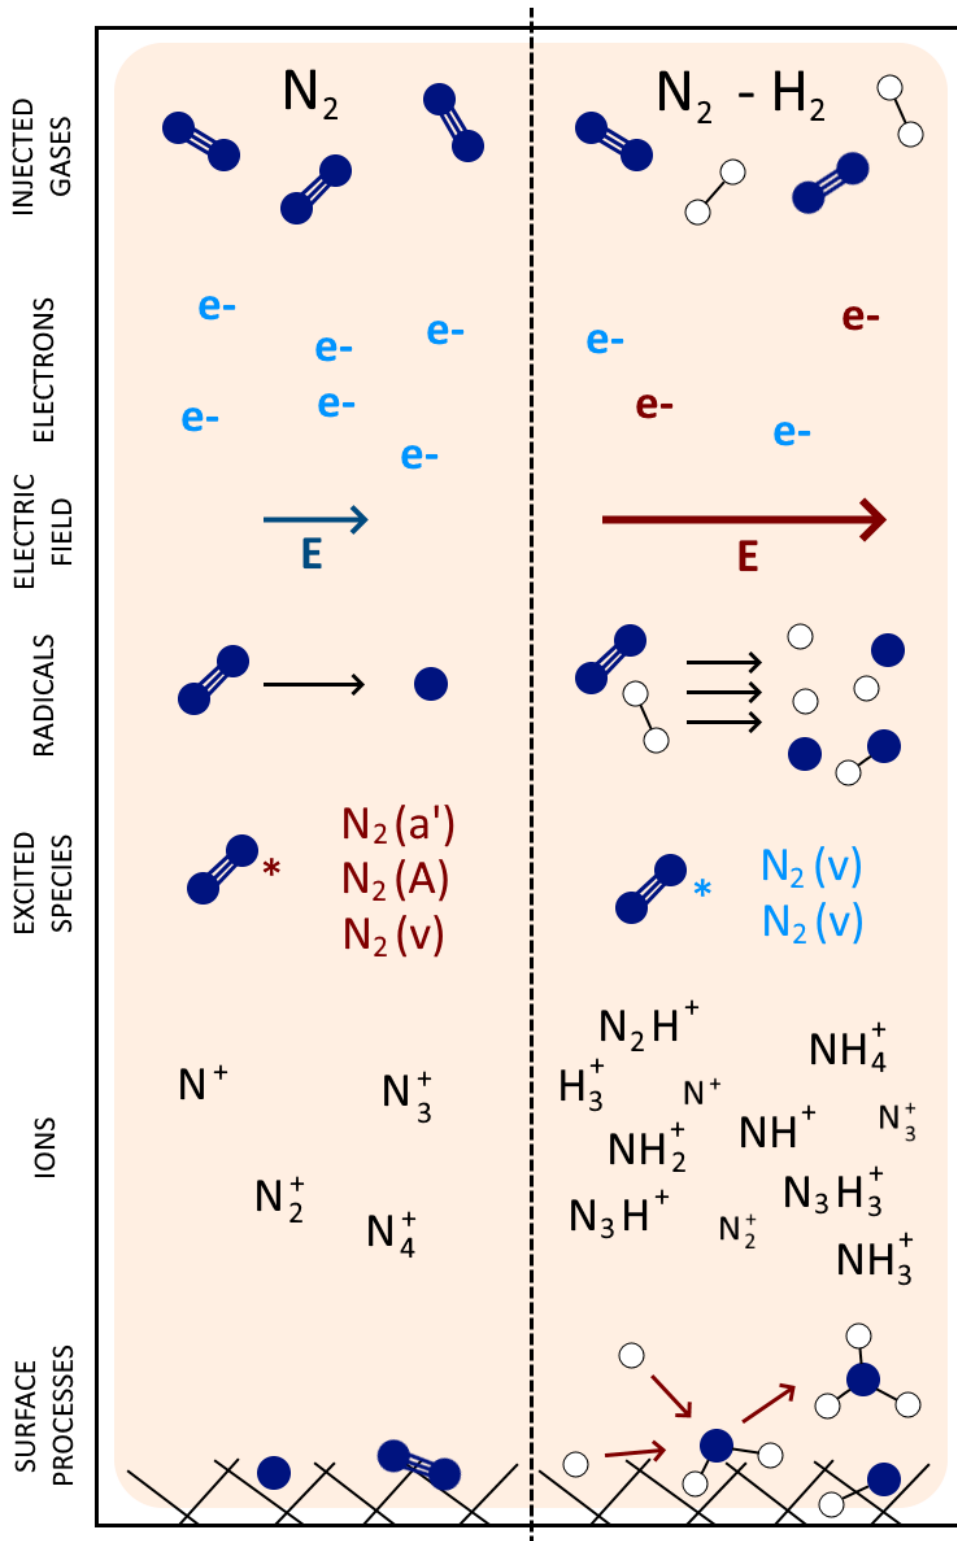 INJECTED
GASES
N₂
N₂ - H₂
ELECTRONS
e-
e-
e-
e-
e-
e-
e-
e-
e-
e-
ELECTRIC
FIELD
E
E
RADICALS
EXCITED
SPECIES
*
N₂(a')
N₂(A)
N₂(v)
*
N₂(v)
N₂(v)
IONS
N⁺
N₃⁺
N₂⁺
N₄⁺
N₂H⁺
NH₄⁺
H₃⁺
N⁺
N₃⁺
NH₂⁺
NH⁺
N₃H⁺
N₃H₃⁺
N₂⁺
NH₃⁺
SURFACE
PROCESSES